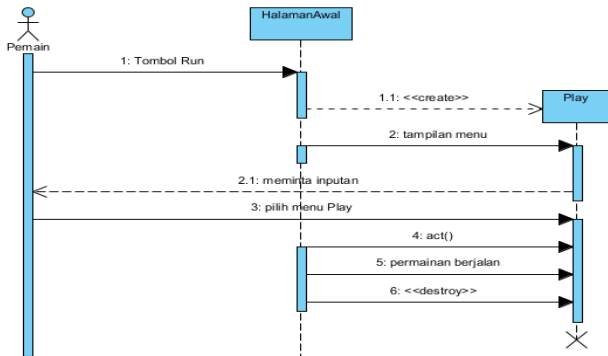 HalamanAwal
Pemain
1: Tombol Run
1.1: <<create>>
Play
2: tampilan menu
2.1: meminta inputan
3: pilih menu Play
4: act()
5: permainan berjalan
6: <<destroy>>